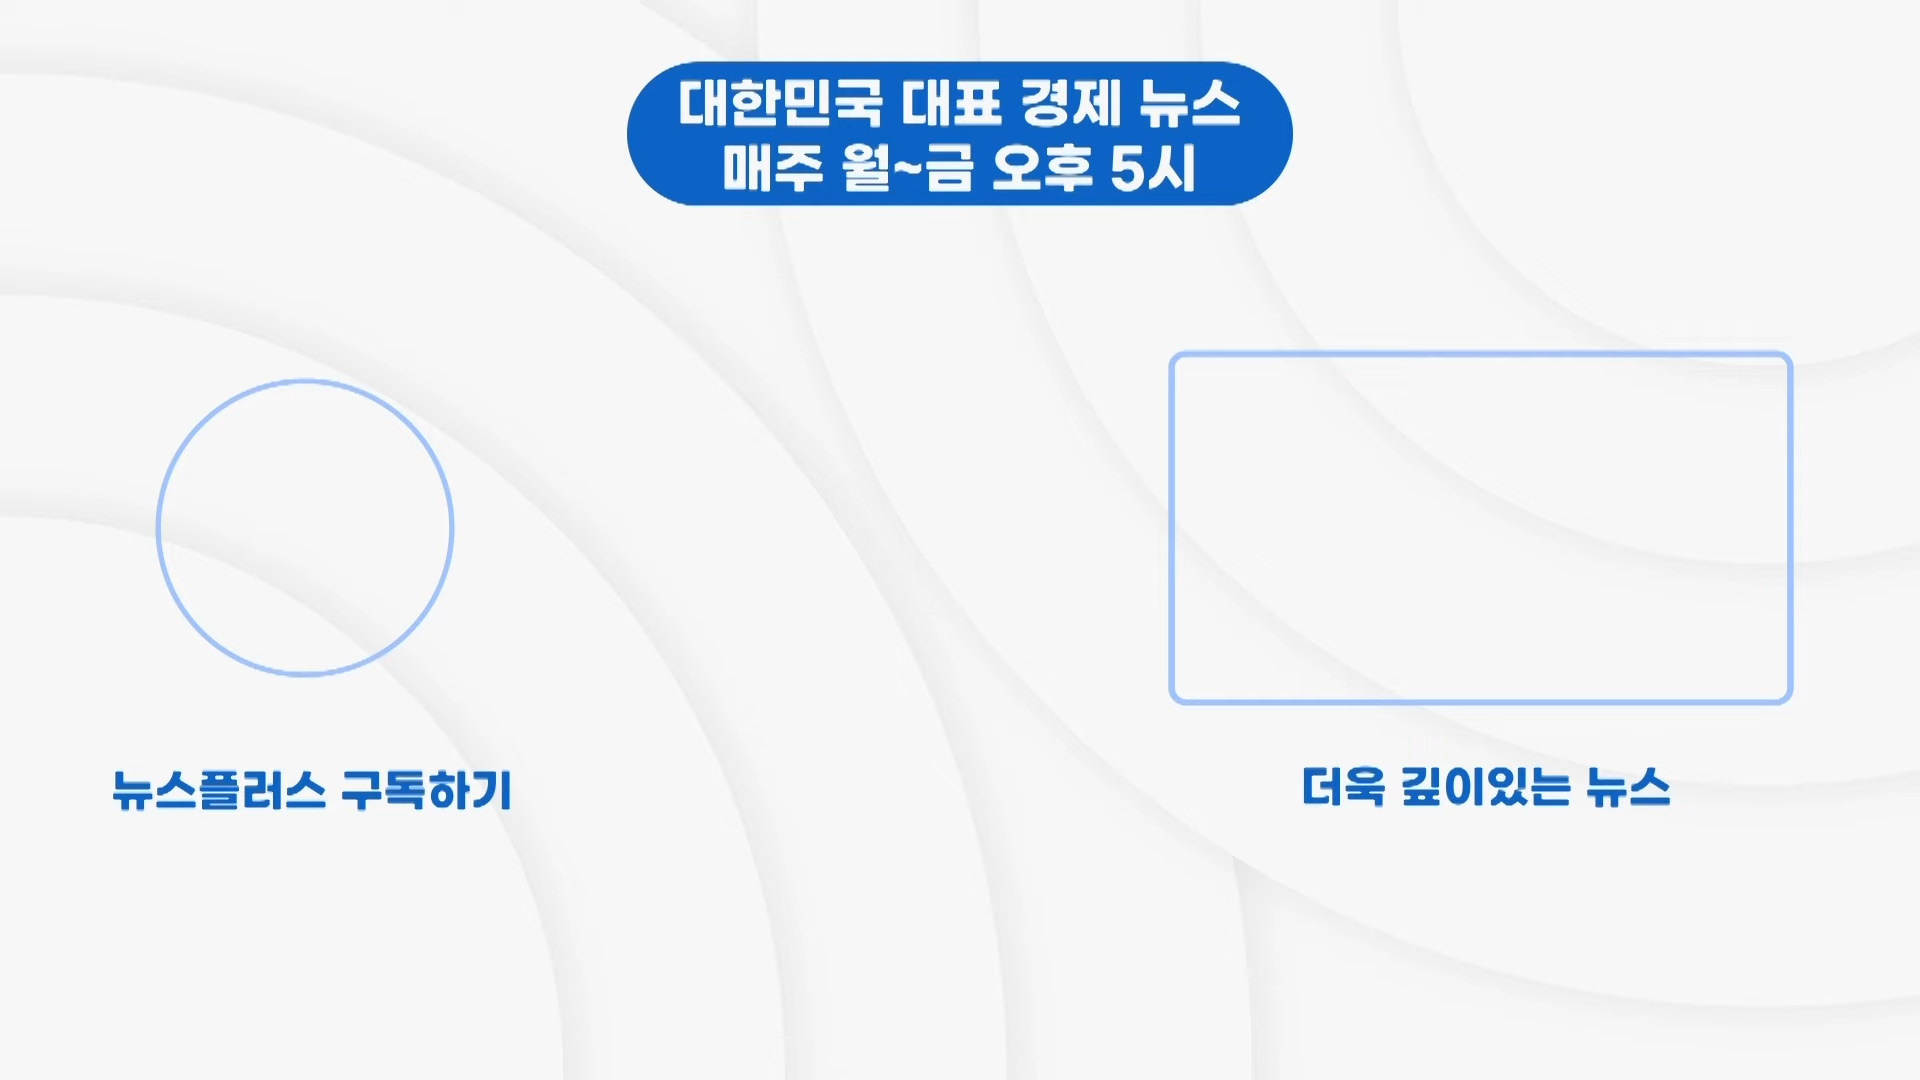 대한민국 대표 경제 뉴스
매주 월~금 오후 5시
뉴스플러스 구독하기
더욱 깊이있는 뉴스